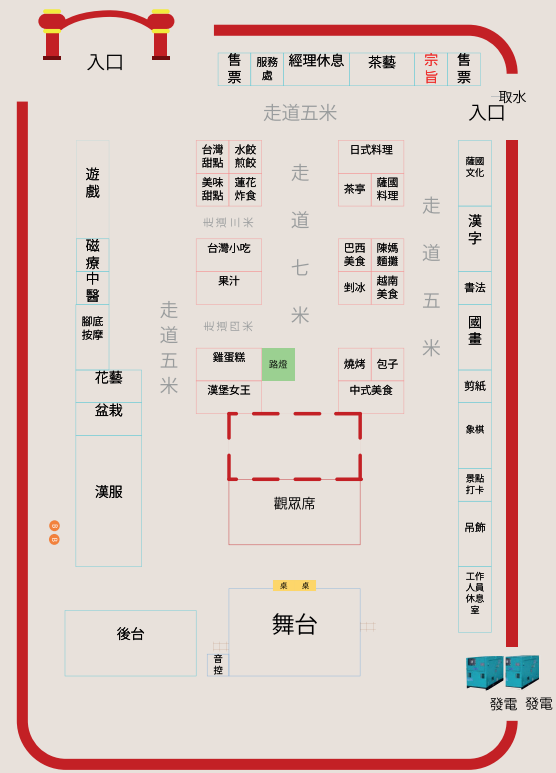 入口
售票
服務處
經理休息
茶藝
宗旨
售票
取水
入口
走道五米
遊戲
磁療
中醫
腳底按摩
花藝
盆栽
漢服
台灣甜點
水餃煎餃
美味甜點
蓮花炸食
走道三米
台灣小吃
果汁
走道四米
雞蛋糕
路燈
漢堡女王
走道五米
走道七米
日式料理
茶亭
薩國料理
巴西美食
陳媽麵攤
剉冰
越南美食
燒烤
包子
中式美食
走道五米
薩國文化
漢字
書法
國畫
剪紙
象棋
景點打卡
吊飾
工作人員休息室
觀眾席
桌
桌
舞台
後台
音控
發電
發電